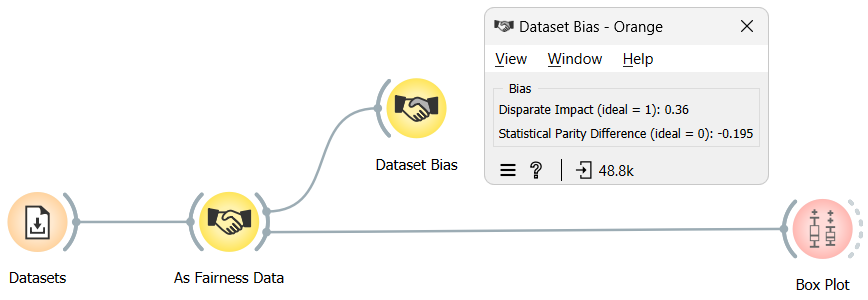 Dataset Bias - Orange
View Window Help
Bias
Disparate Impact (ideal = 1): 0.36
Statistical Parity Difference (ideal = 0): -0.195
? 48.8k
Dataset Bias
Datasets
As Fairness Data
Box Plot